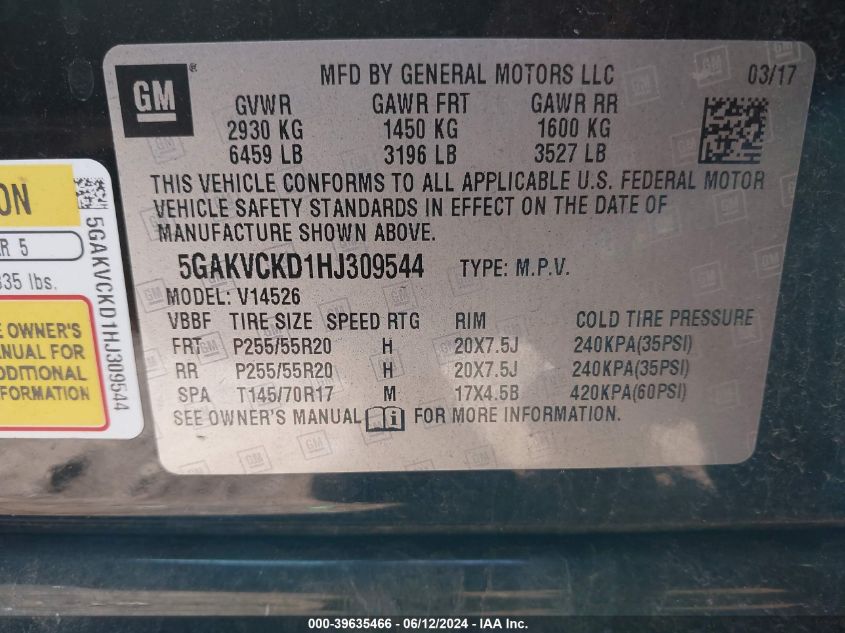 GM
MFD BY GENERAL MOTORS LLC 03/17
GVWR GAWR FRT GAWR RR
2930 KG 1450 KG 1600 KG
6459 LB 3196 LB 3527 LB
THIS VEHICLE CONFORMS TO ALL APPLICABLE U.S. FEDERAL MOTOR
VEHICLE SAFETY STANDARDS IN EFFECT ON THE DATE OF
MANUFACTURE SHOWN ABOVE.
5GAKVCKD1HJ309544 TYPE: M.P.V.
MODEL: V14526
VBBF TIRE SIZE SPEED RTG RIM COLD TIRE PRESSURE
FRT P255/55R20 H 20X7.5J 240KPA(35PSI)
RR P255/55R20 H 20X7.5J 240KPA(35PSI)
SPA T145/70R17 M 17X4.5B 420KPA(60PSI)
SEE OWNER'S MANUAL FOR MORE INFORMATION.
ON
R 5
835 lbs.
E OWNER'S
ANUAL FOR
DDITIONAL
FORMATION
5GAKVCKD1HJ309544
000-39635466 - 06/12/2024 - IAA Inc.